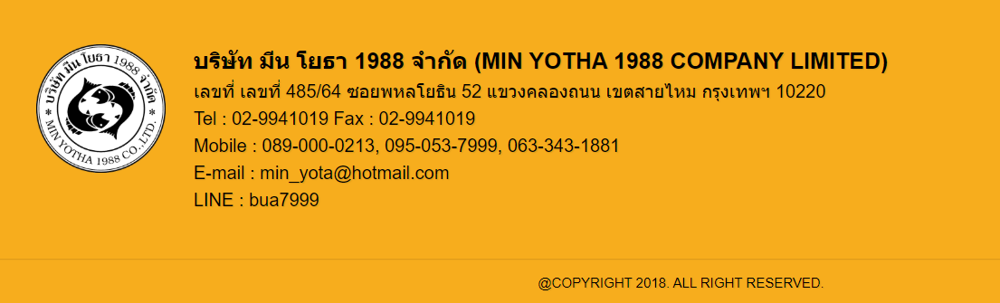 บริษัท มีน โยธา 1988 จำกัด
* MIN YOTHA 1988 CO.,LTD. *
บริษัท มีน โยธา 1988 จำกัด (MIN YOTHA 1988 COMPANY LIMITED)
เลขที่ เลขที่ 485/64 ซอยพหลโยธิน 52 แขวงคลองถนน เขตสายไหม กรุงเทพฯ 10220
Tel : 02-9941019 Fax : 02-9941019
Mobile : 089-000-0213, 095-053-7999, 063-343-1881
E-mail : min_yota@hotmail.com
LINE : bua7999
@COPYRIGHT 2018. ALL RIGHT RESERVED.